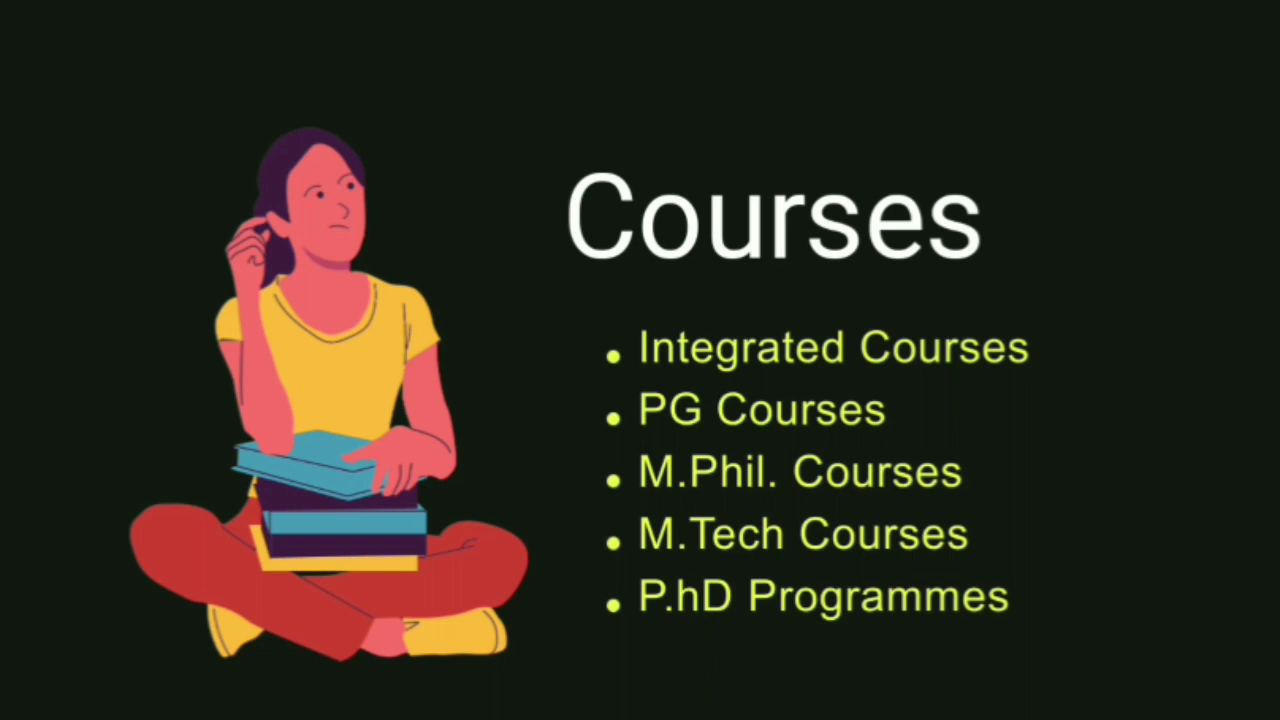 Courses
• Integrated Courses
• PG Courses
• M.Phil. Courses
• M.Tech Courses
• P.hD Programmes